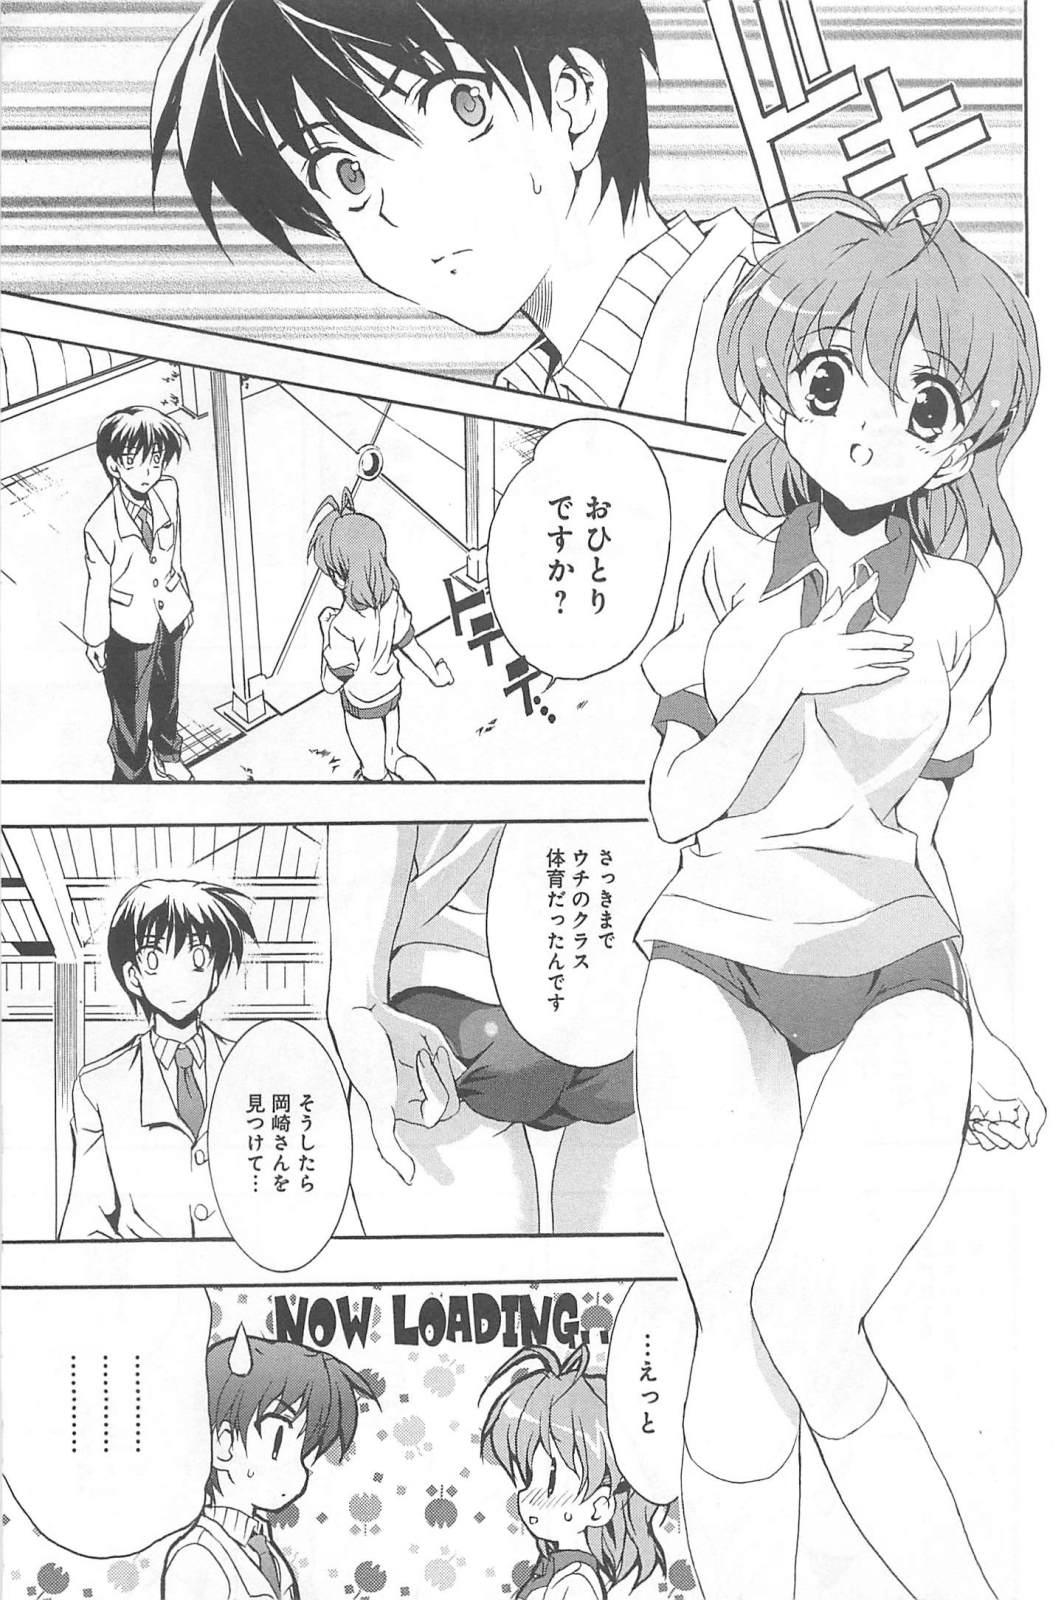 ドキ
おひとり
ですか？
トテテテ…
さっきまで
ウチのクラス
体育だったんです
そうしたら
岡崎さんを
見つけて…
NOW LOADING...
…えっと
………
………
………